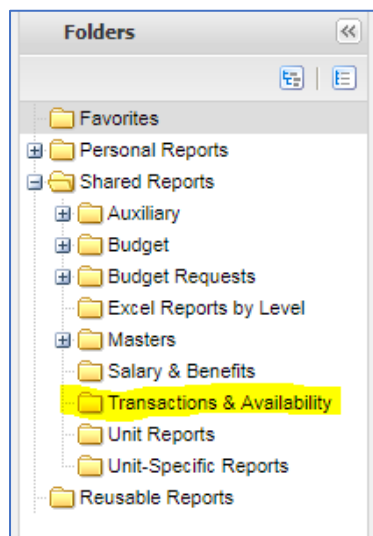 Folders
Favorites
Personal Reports
Shared Reports
Auxiliary
Budget
Budget Requests
Excel Reports by Level
Masters
Salary & Benefits
Transactions & Availability
Unit Reports
Unit-Specific Reports
Reusable Reports